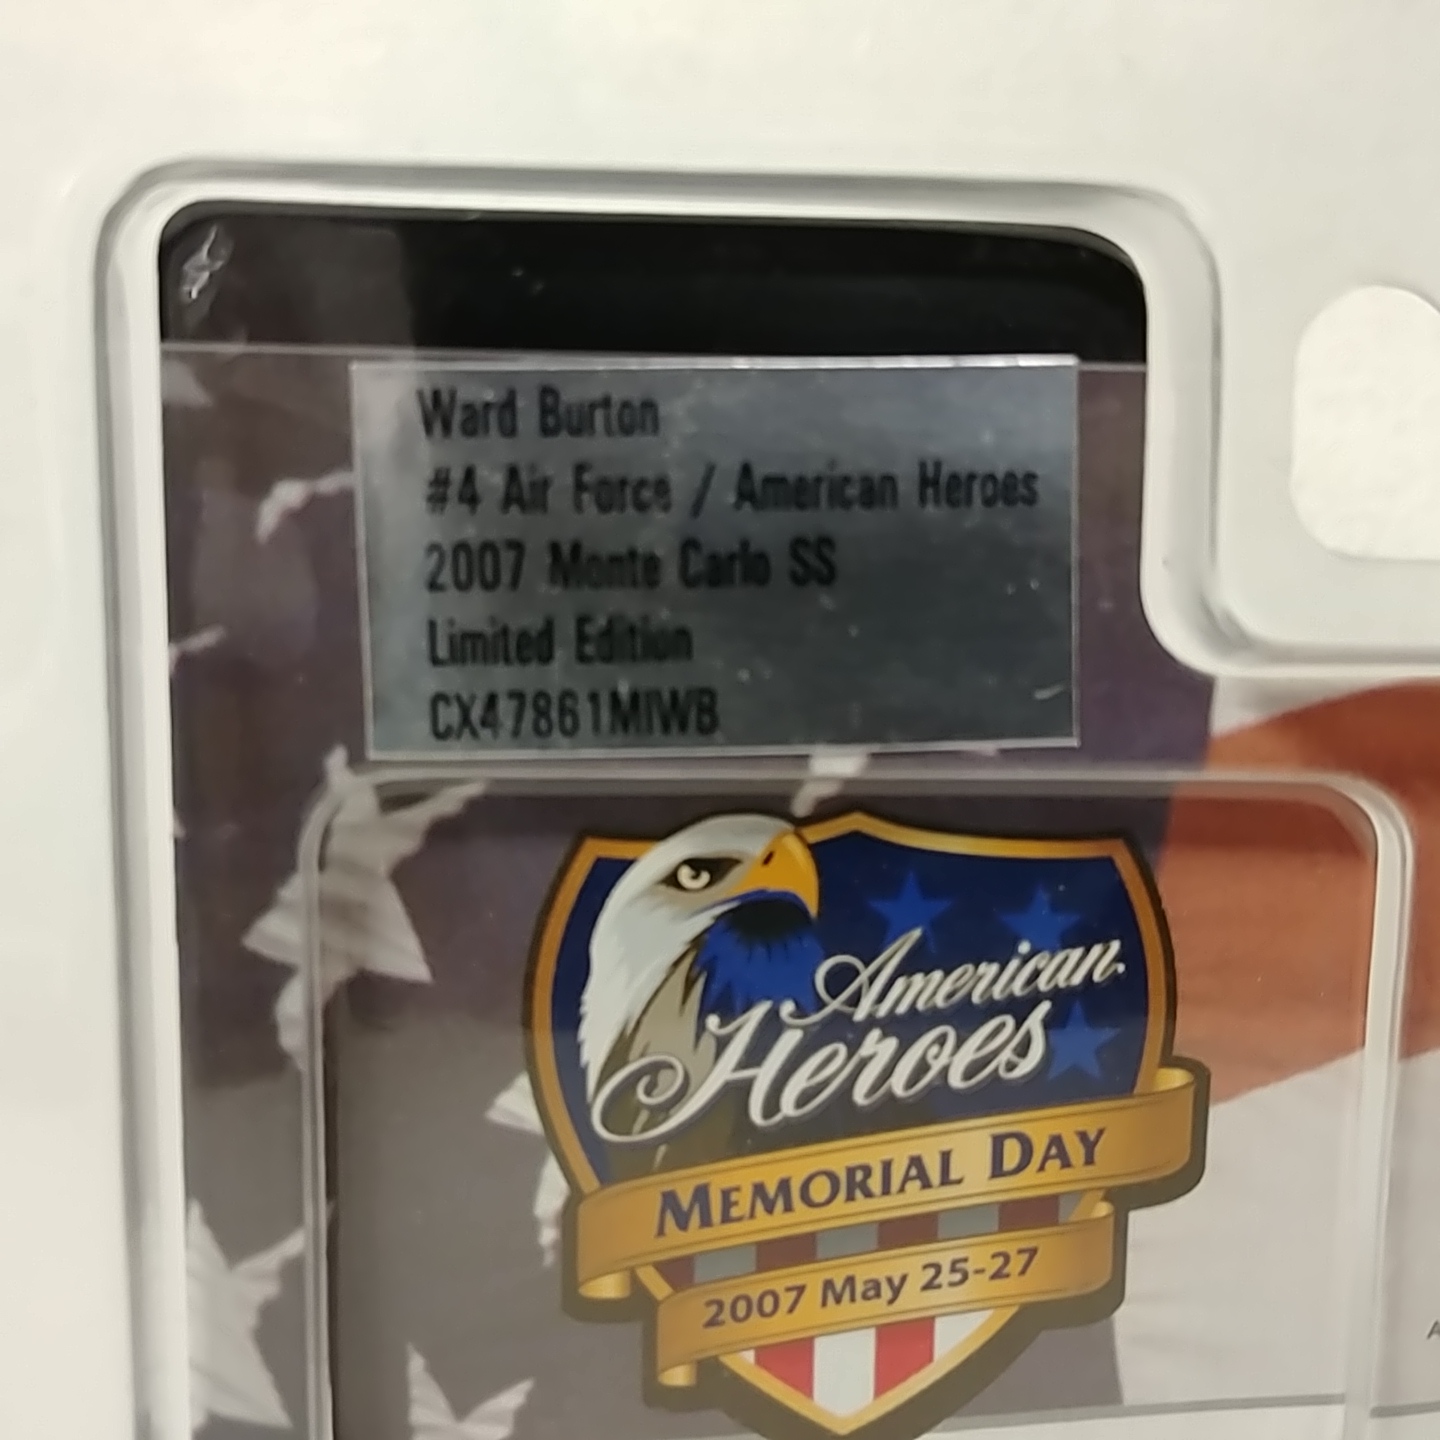 Ward Burton
#4 Air Force / American Heroes
2007 Monte Carlo SS
Limited Edition
CX47861MIWB
American
Heroes
MEMORIAL DAY
2007 May 25-27